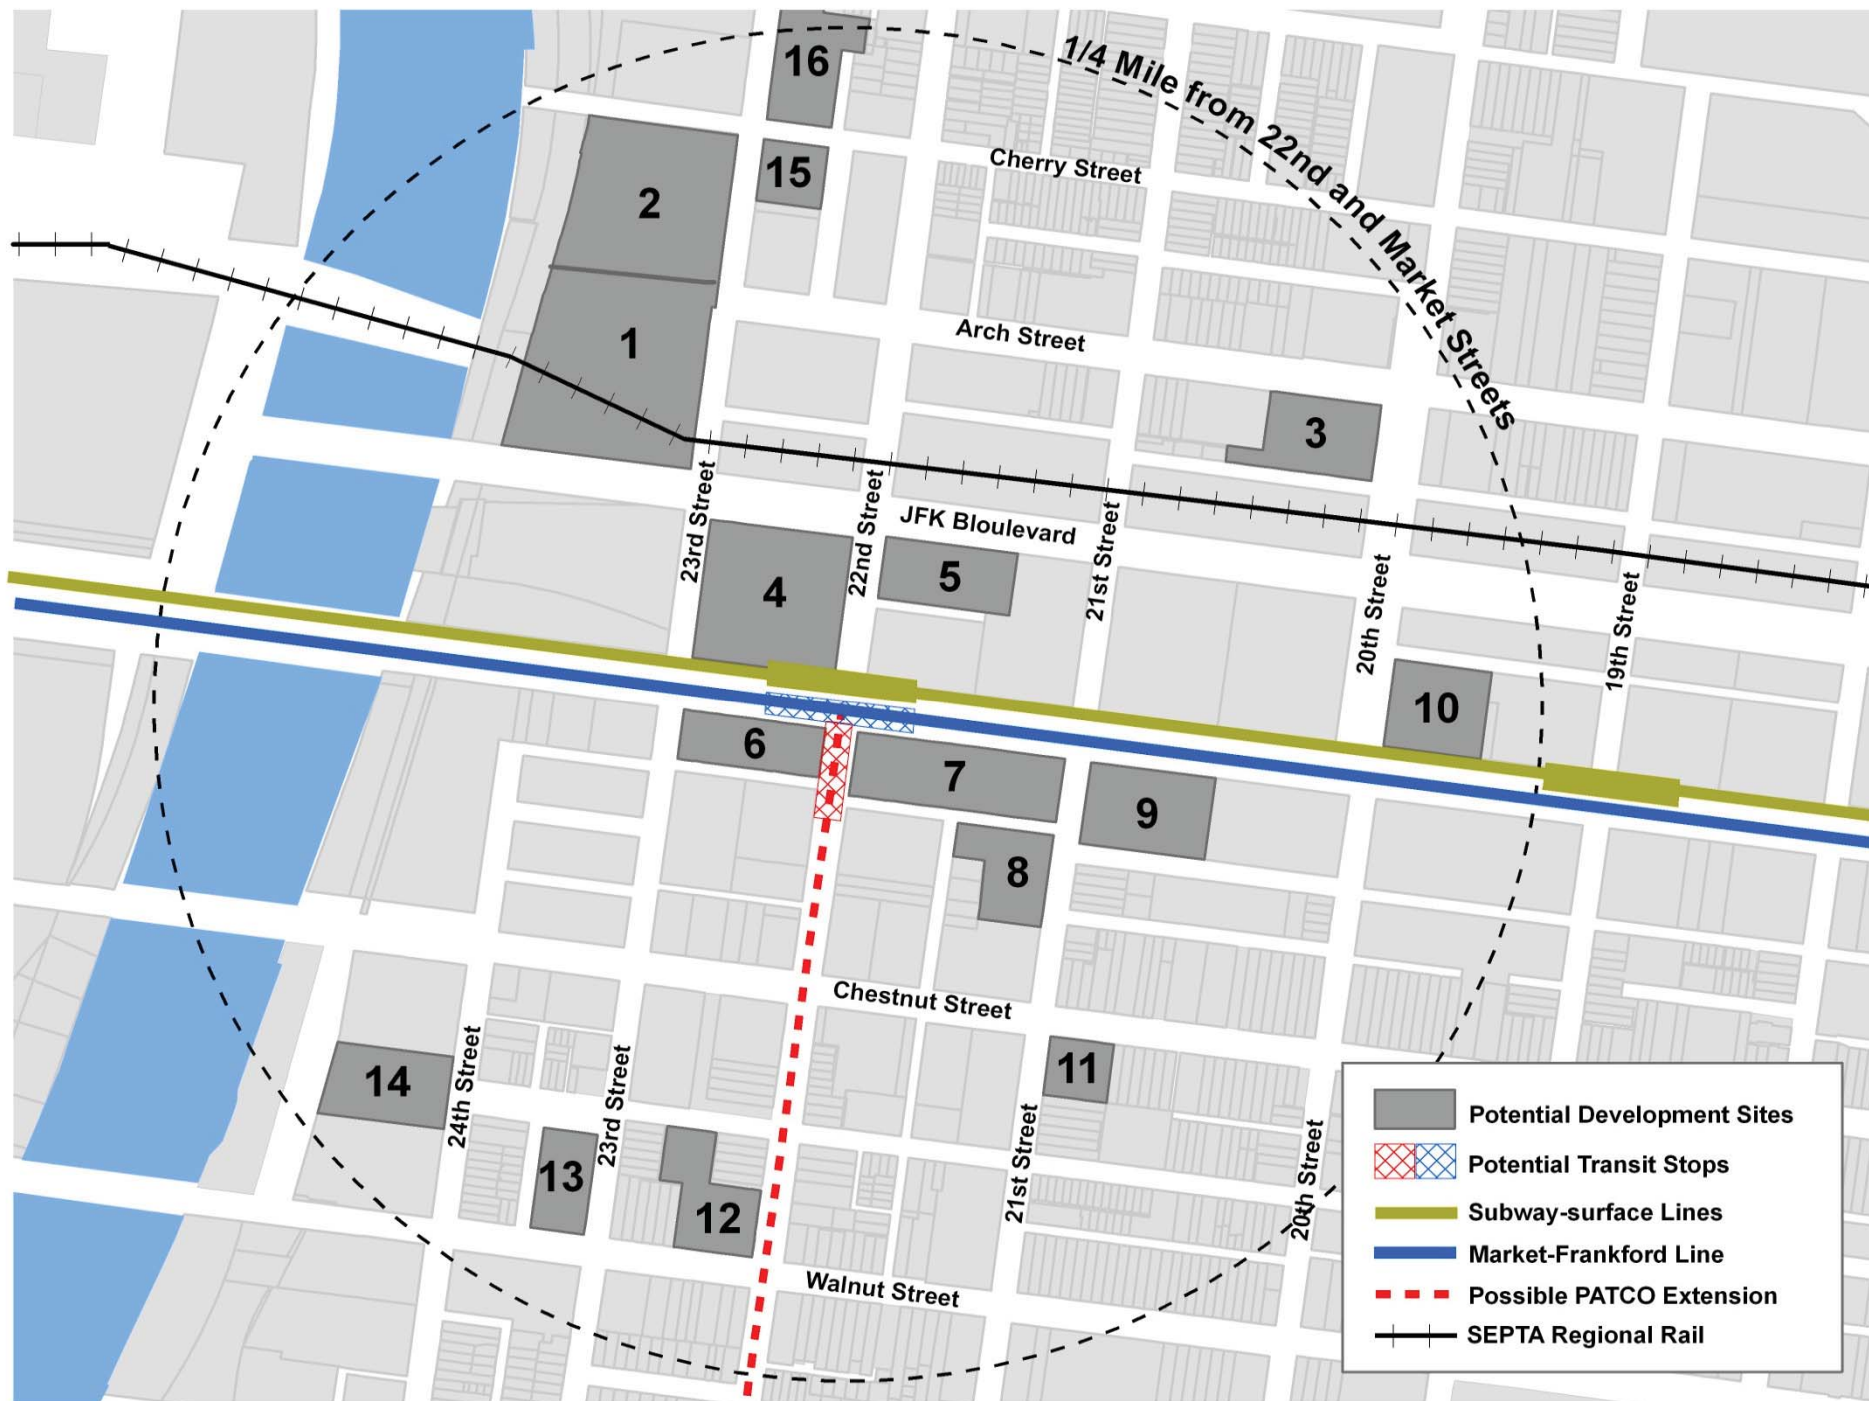 16
1/4 Mile from 22nd and Market Streets
15
Cherry Street
2
Arch Street
1
3
23rd Street
22nd Street
JFK Bloulevard
21st Street
4
5
20th Street
19th Street
10
6
7
9
8
Chestnut Street
14
24th Street
23rd Street
11
13
12
21st Street
20th Street
Walnut Street
Potential Development Sites
Potential Transit Stops
Subway-surface Lines
Market-Frankford Line
Possible PATCO Extension
SEPTA Regional Rail